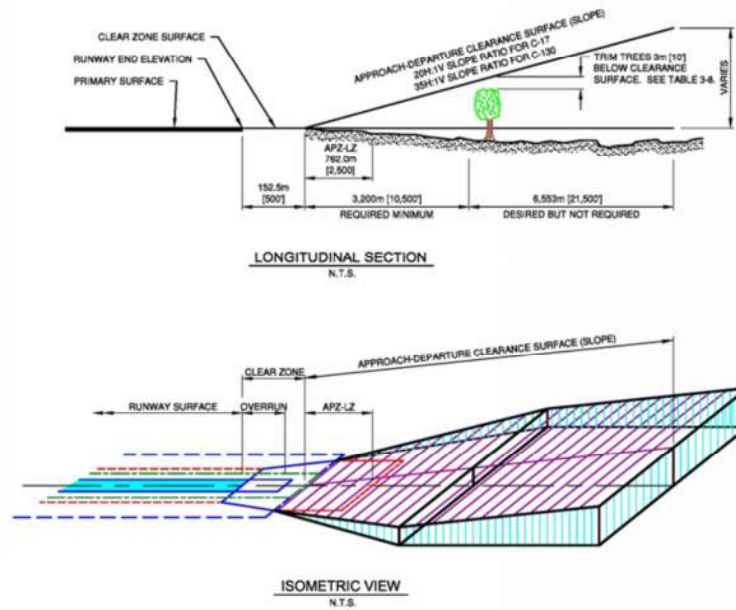 CLEAR ZONE SURFACE
RUNWAY END ELEVATION
PRIMARY SURFACE
APPROACH-DEPARTURE CLEARANCE SURFACE (SLOPE)
20H:1V SLOPE RATIO FOR C-17
35H:1V SLOPE RATIO FOR C-130
TRIM TREES 3m [10']
BELOW CLEARANCE
SURFACE. SEE TABLE 3-8.
VARIES
APZ-LZ
762.0m
[2,500]
152.5m
[500']
3,200m [10,500']
REQUIRED MINIMUM
6,553m [21,500']
DESIRED BUT NOT REQUIRED
LONGITUDINAL SECTION
N.T.S.
APPROACH-DEPARTURE CLEARANCE SURFACE (SLOPE)
CLEAR ZONE
RUNWAY SURFACE
OVERRUN
APZ-LZ
ISOMETRIC VIEW
N.T.S.